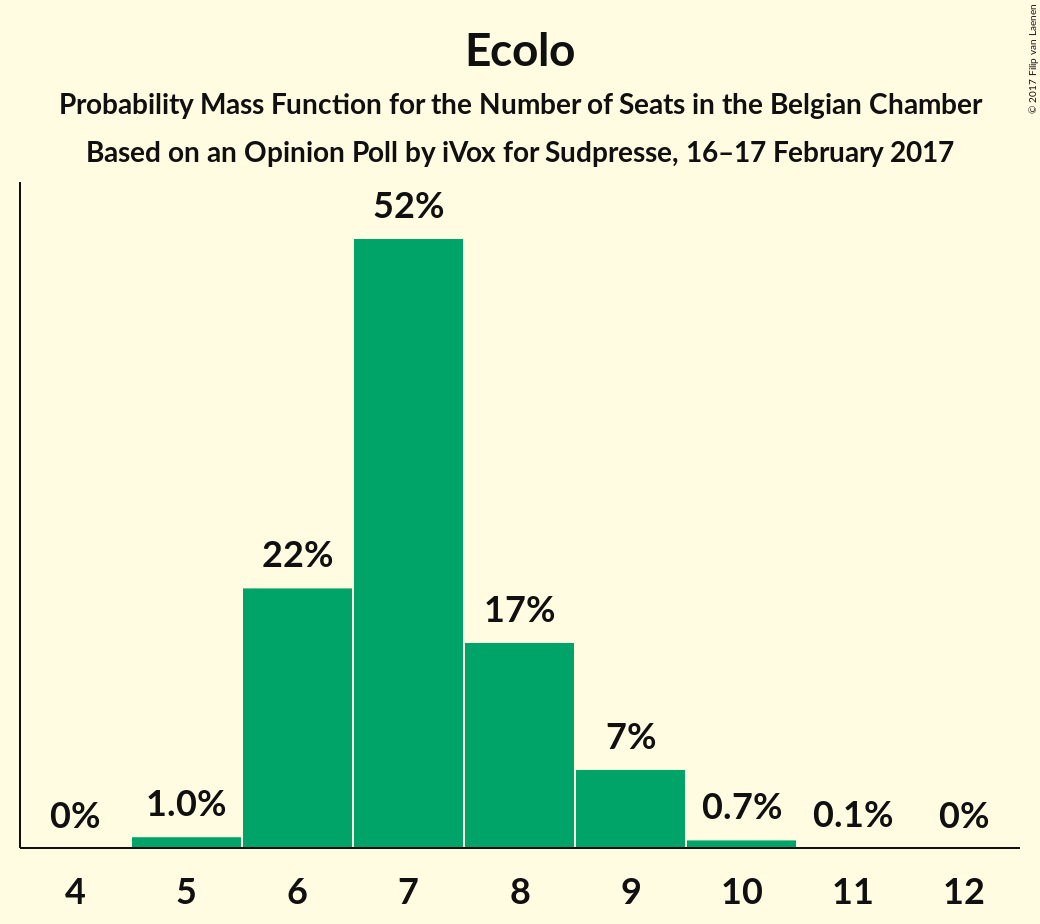 Ecolo
Probability Mass Function for the Number of Seats in the Belgian Chamber
Based on an Opinion Poll by iVox for Sudpresse, 16–17 February 2017
© 2017 Filip van Laenen
52%
22%
17%
7%
1.0%
0.7%
0.1%
0%
0%
4 5 6 7 8 9 10 11 12